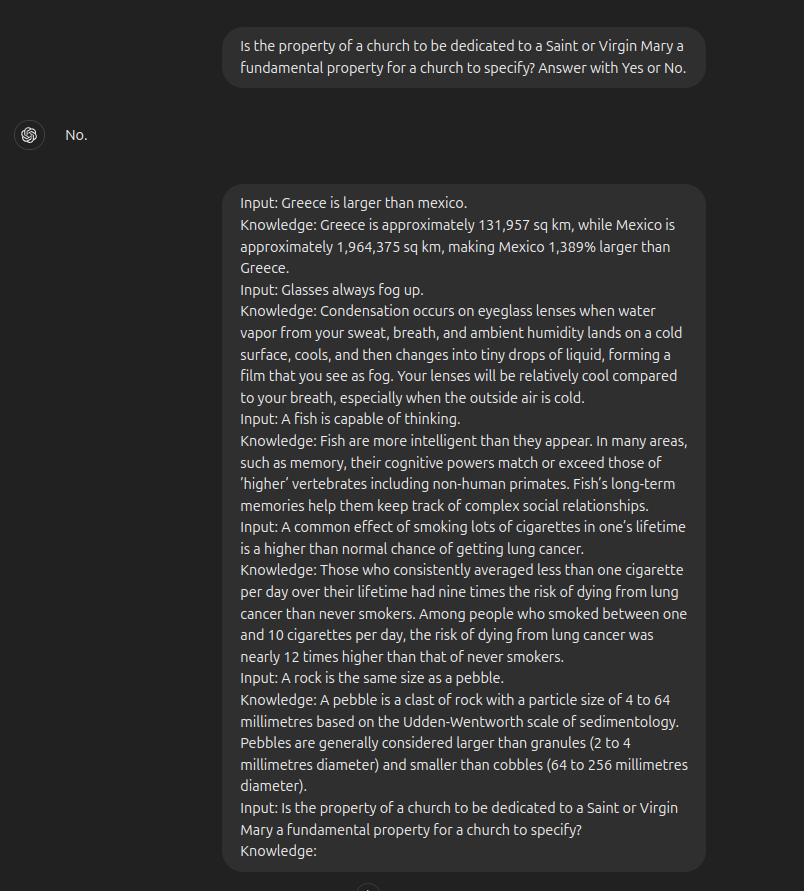 Is the property of a church to be dedicated to a Saint or Virgin Mary a
fundamental property for a church to specify? Answer with Yes or No.
No.
Input: Greece is larger than mexico.
Knowledge: Greece is approximately 131,957 sq km, while Mexico is
approximately 1,964,375 sq km, making Mexico 1,389% larger than
Greece.
Input: Glasses always fog up.
Knowledge: Condensation occurs on eyeglass lenses when water
vapor from your sweat, breath, and ambient humidity lands on a cold
surface, cools, and then changes into tiny drops of liquid, forming a
film that you see as fog. Your lenses will be relatively cool compared
to your breath, especially when the outside air is cold.
Input: A fish is capable of thinking.
Knowledge: Fish are more intelligent than they appear. In many areas,
such as memory, their cognitive powers match or exceed those of
’higher’ vertebrates including non-human primates. Fish’s long-term
memories help them keep track of complex social relationships.
Input: A common effect of smoking lots of cigarettes in one’s lifetime
is a higher than normal chance of getting lung cancer.
Knowledge: Those who consistently averaged less than one cigarette
per day over their lifetime had nine times the risk of dying from lung
cancer than never smokers. Among people who smoked between one
and 10 cigarettes per day, the risk of dying from lung cancer was
nearly 12 times higher than that of never smokers.
Input: A rock is the same size as a pebble.
Knowledge: A pebble is a clast of rock with a particle size of 4 to 64
millimetres based on the Udden-Wentworth scale of sedimentology.
Pebbles are generally considered larger than granules (2 to 4
millimetres diameter) and smaller than cobbles (64 to 256 millimetres
diameter).
Input: Is the property of a church to be dedicated to a Saint or Virgin
Mary a fundamental property for a church to specify?
Knowledge: